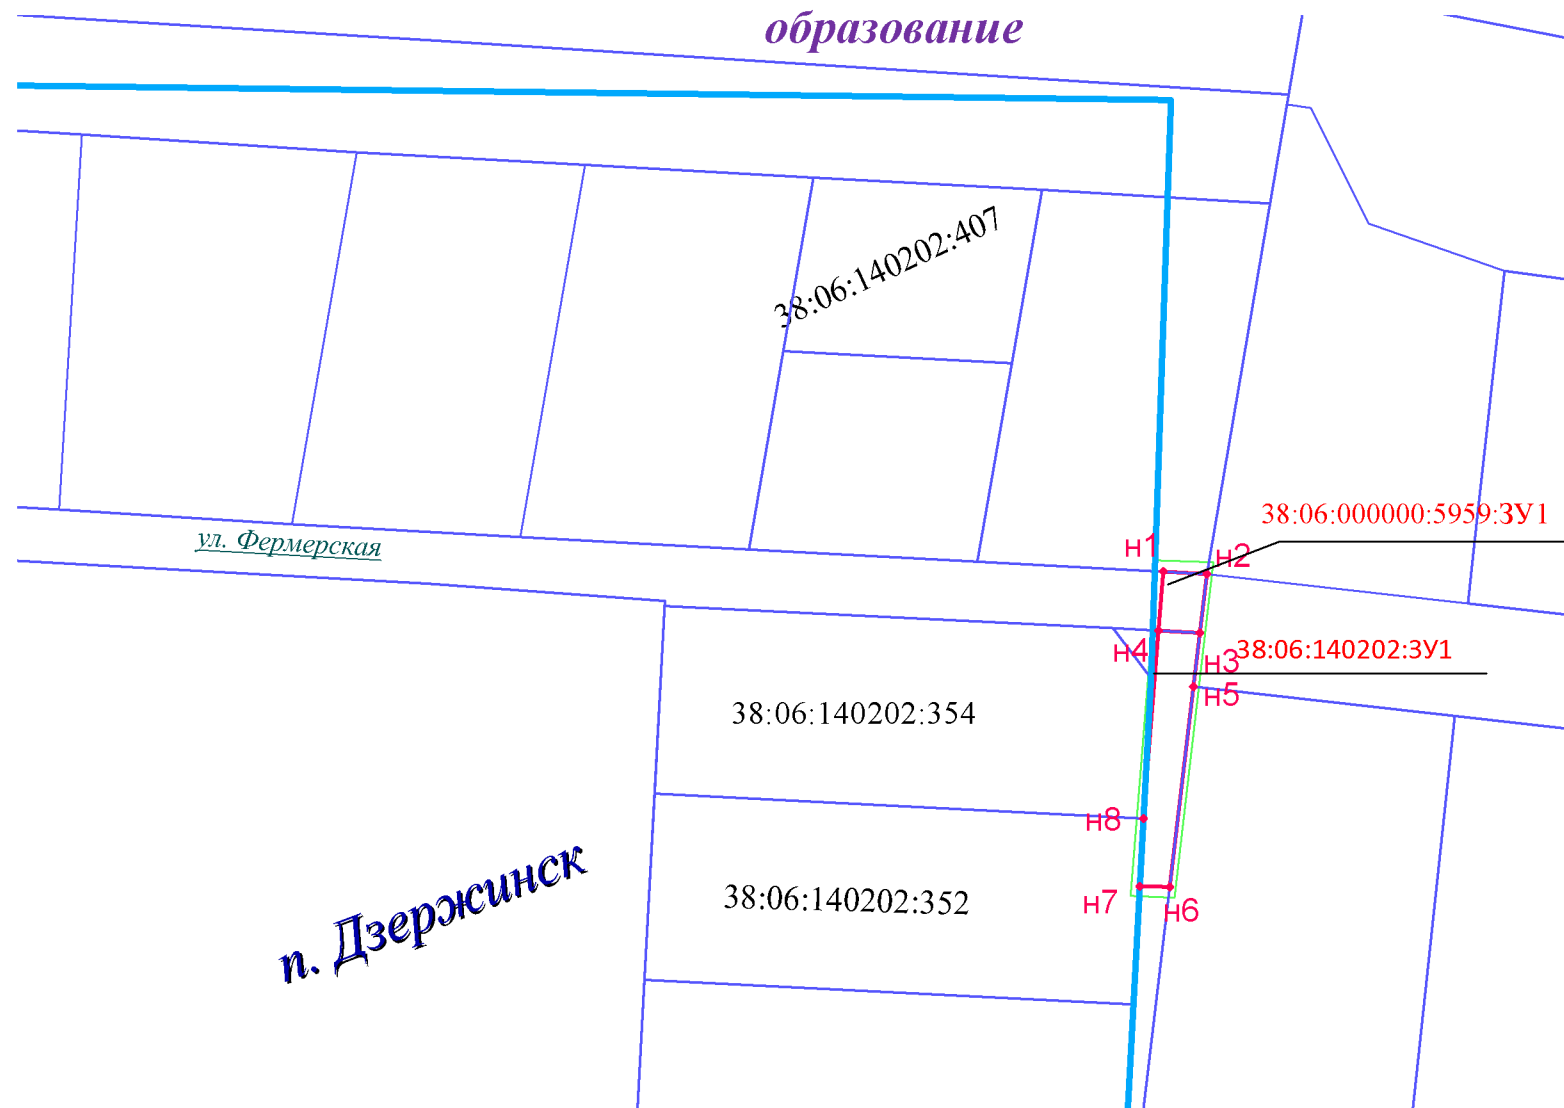 образование
38:06:140202:407
38:06:000000:5959:ЗУ1
ул. Фермерская
н1
н2
н4
н3
38:06:140202:ЗУ1
н5
38:06:140202:354
н8
п. Дзержинск
38:06:140202:352
н7
н6